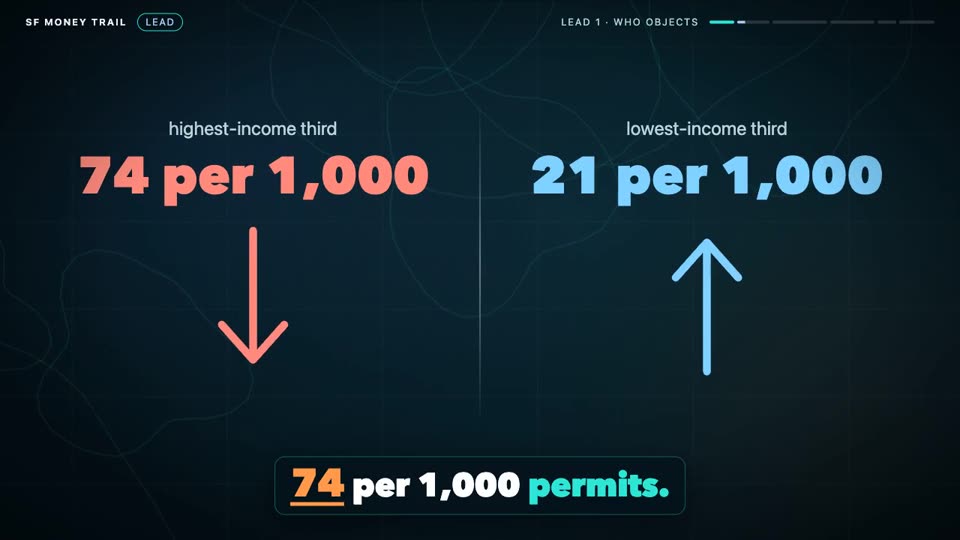 SF MONEY TRAIL LEAD
LEAD 1 · WHO OBJECTS
highest-income third
74 per 1,000
lowest-income third
21 per 1,000
74 per 1,000 permits.